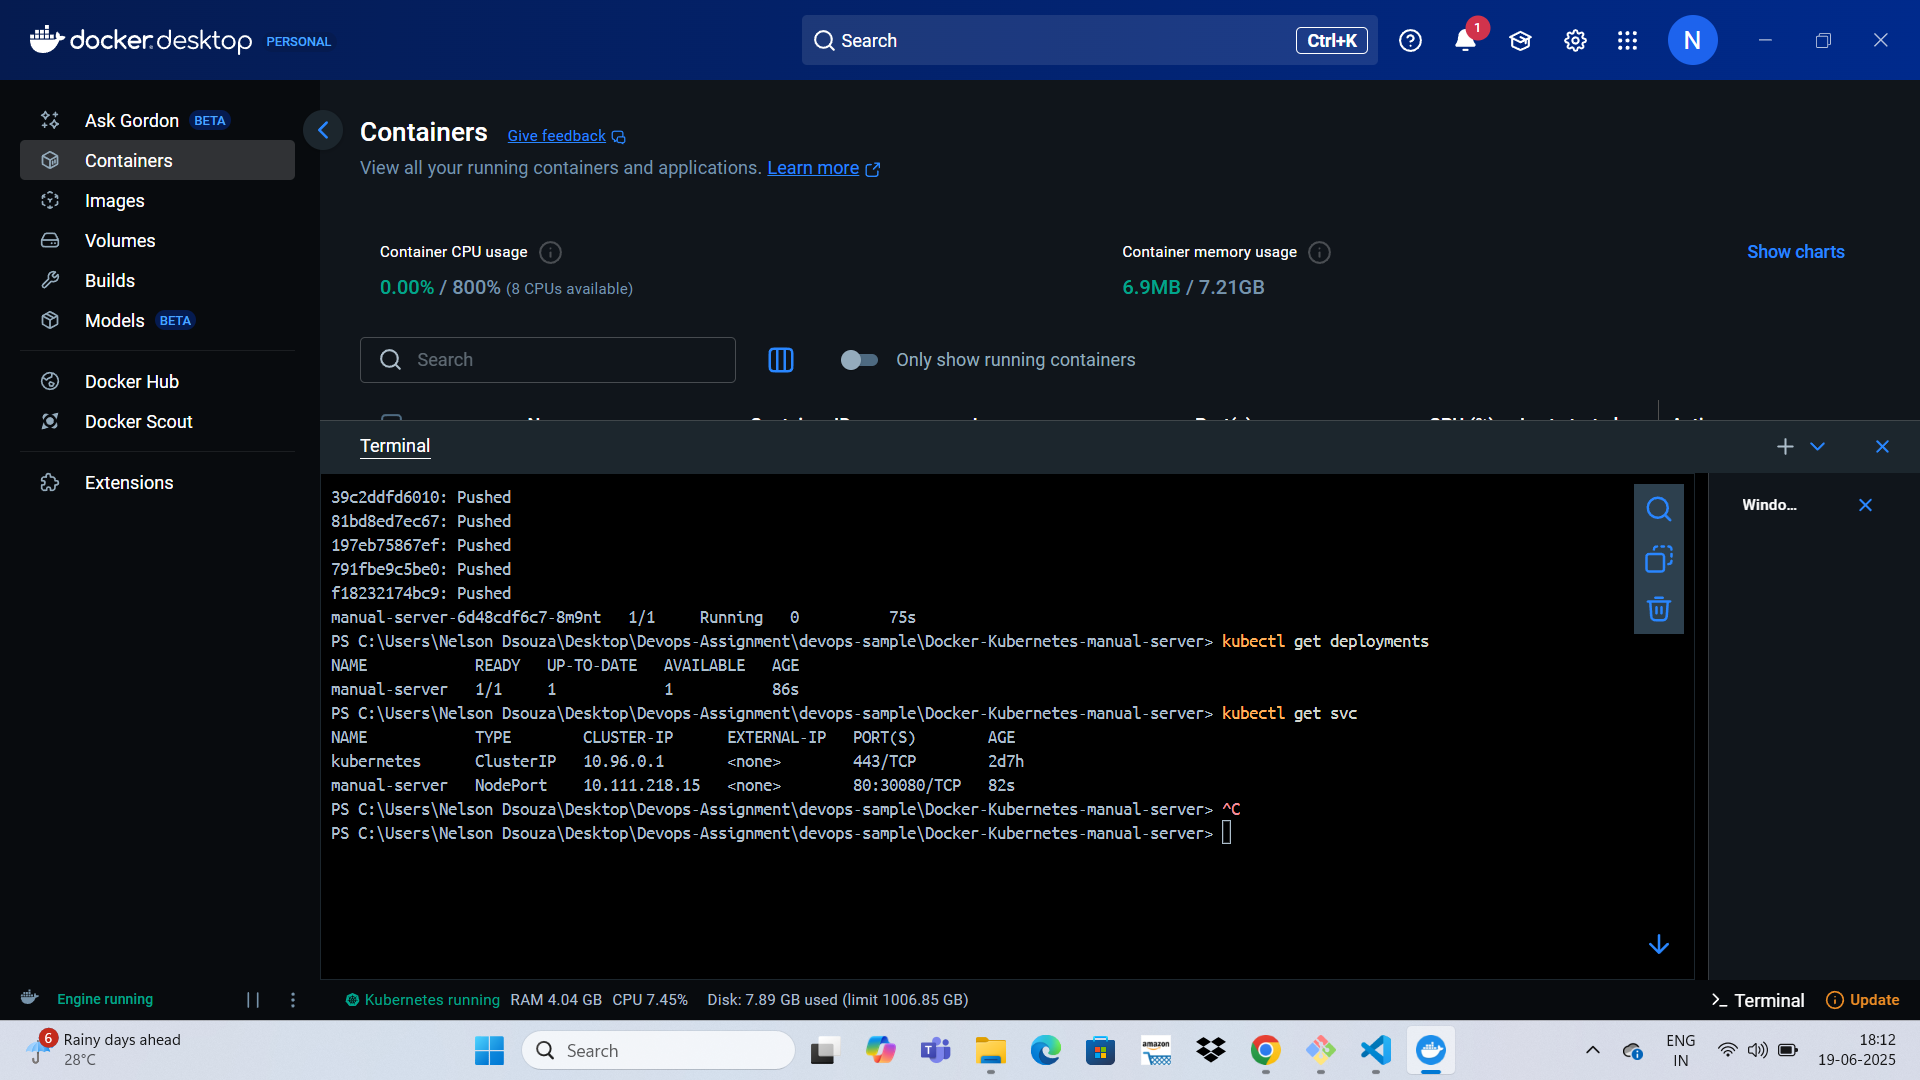 docker.desktop PERSONAL
Search
Ctrl+K
1
N
Ask Gordon BETA
Containers
Images
Volumes
Builds
Models BETA
Docker Hub
Docker Scout
Extensions
Containers Give feedback
View all your running containers and applications. Learn more
Container CPU usage
0.00% / 800% (8 CPUs available)
Container memory usage
6.9MB / 7.21GB
Show charts
Search
Only show running containers
Terminal
39c2ddfd6010: Pushed
81bd8ed7ec67: Pushed
197eb75867ef: Pushed
791fbe9c5be0: Pushed
f18232174bc9: Pushed
manual-server-6d48cdf6c7-8m9nt 1/1 Running 0 75s
PS C:\Users\Nelson Dsouza\Desktop\Devops-Assignment\devops-sample\Docker-Kubernetes-manual-server> kubectl get deployments
NAME READY UP-TO-DATE AVAILABLE AGE
manual-server 1/1 1 1 86s
PS C:\Users\Nelson Dsouza\Desktop\Devops-Assignment\devops-sample\Docker-Kubernetes-manual-server> kubectl get svc
NAME TYPE CLUSTER-IP EXTERNAL-IP PORT(S) AGE
kubernetes ClusterIP 10.96.0.1 <none> 443/TCP 2d7h
manual-server NodePort 10.111.218.15 <none> 80:30080/TCP 82s
PS C:\Users\Nelson Dsouza\Desktop\Devops-Assignment\devops-sample\Docker-Kubernetes-manual-server> ^C
PS C:\Users\Nelson Dsouza\Desktop\Devops-Assignment\devops-sample\Docker-Kubernetes-manual-server>
Windo...
Engine running
Kubernetes running RAM 4.04 GB CPU 7.45% Disk: 7.89 GB used (limit 1006.85 GB)
>_ Terminal
Update
6
Rainy days ahead
28°C
Search
amazon
ENG
IN
18:12
19-06-2025